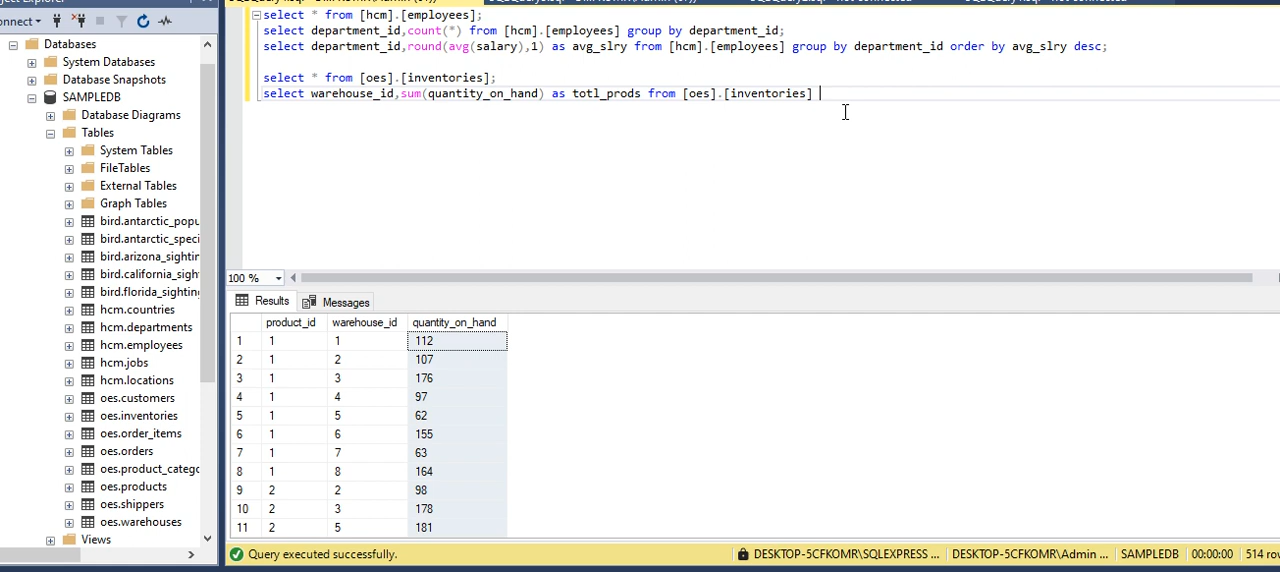 onnect
Databases
System Databases
Database Snapshots
SAMPLEDB
Database Diagrams
Tables
System Tables
FileTables
External Tables
Graph Tables
bird.antarctic_popu
bird.antarctic_speci
bird.arizona_sightin
bird.california_sigh
bird.florida_sighting
hcm.countries
hcm.departments
hcm.employees
hcm.jobs
hcm.locations
oes.customers
oes.inventories
oes.order_items
oes.orders
oes.product_catego
oes.products
oes.shippers
oes.warehouses
Views
select * from [hcm].[employees];
select department_id,count(*) from [hcm].[employees] group by department_id;
select department_id,round(avg(salary),1) as avg_slry from [hcm].[employees] group by department_id order by avg_slry desc;
select * from [oes].[inventories];
select warehouse_id,sum(quantity_on_hand) as totl_prods from [oes].[inventories]
100 %
Results Messages
product_id warehouse_id quantity_on_hand
1 1 1 112
2 1 2 107
3 1 3 176
4 1 4 97
5 1 5 62
6 1 6 155
7 1 7 63
8 1 8 164
9 2 2 98
10 2 3 178
11 2 5 181
Query executed successfully. DESKTOP-5CFKOMR\SQLEXPRESS ... DESKTOP-5CFKOMR\Admin ... SAMPLEDB 00:00:00 514 ro